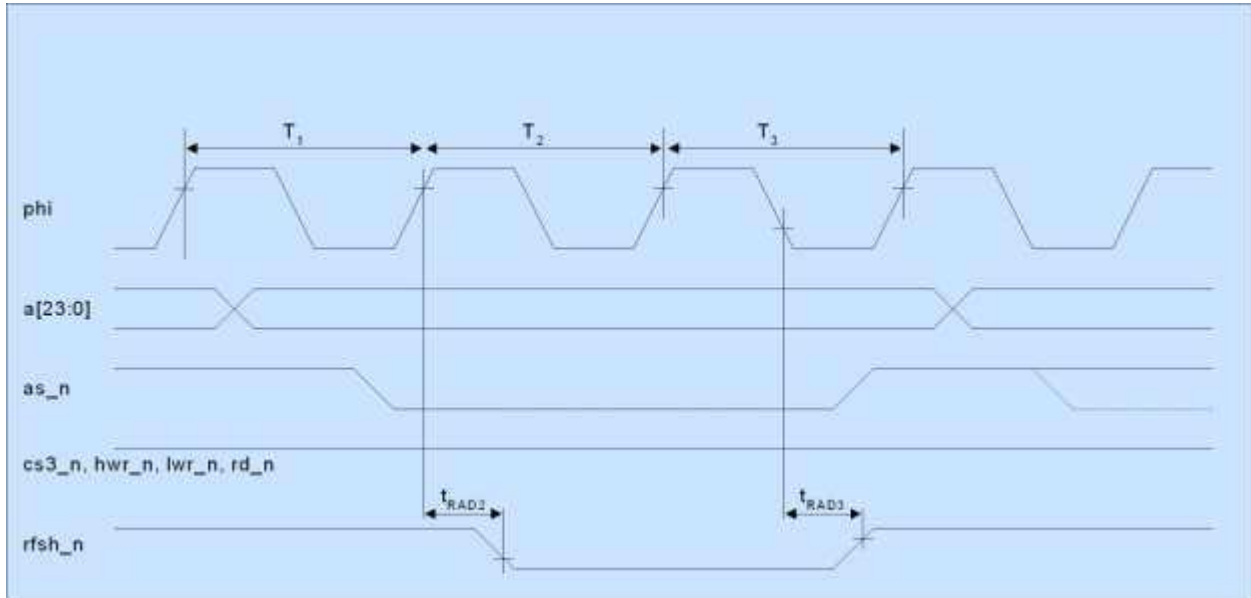 T1 T2 T3
phi
a[23:0]
as_n
cs3_n, hwr_n, lwr_n, rd_n
tRAD2 tRAD3
rfsh_n